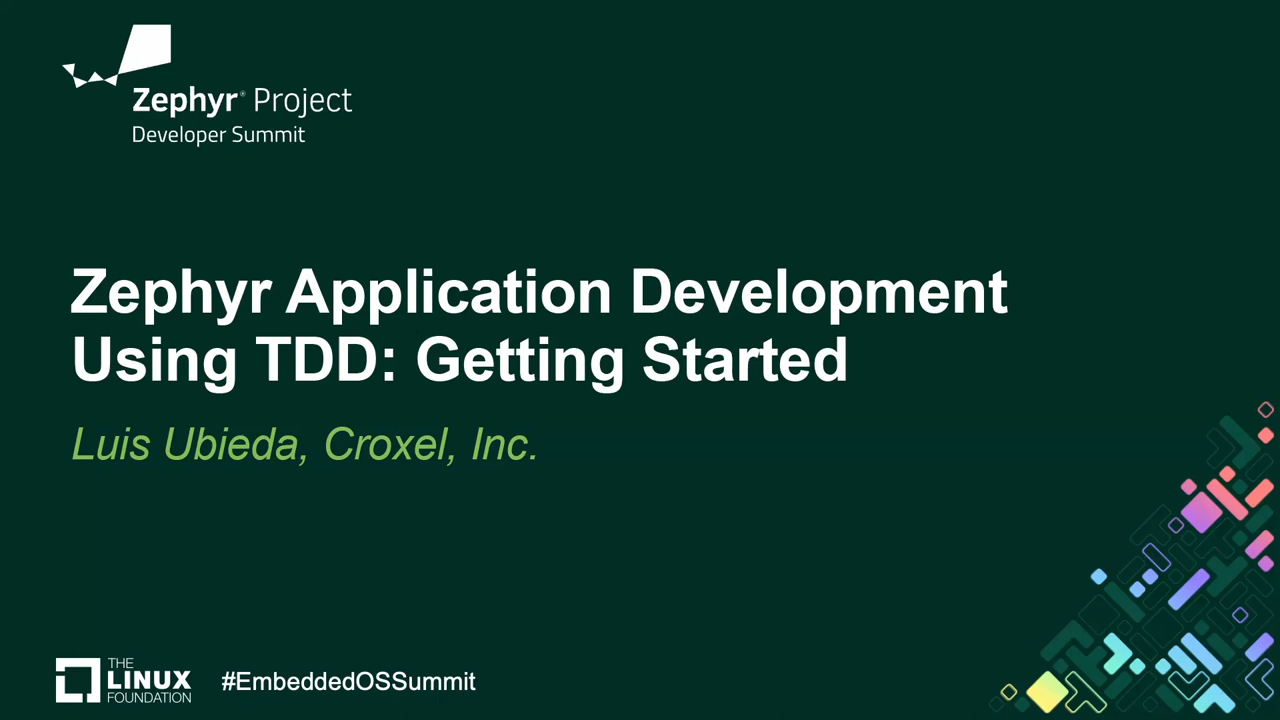 Zephyr® Project
Developer Summit
Zephyr Application Development
Using TDD: Getting Started
Luis Ubieda, Croxel, Inc.
THE
LINUX
FOUNDATION
#EmbeddedOSSummit